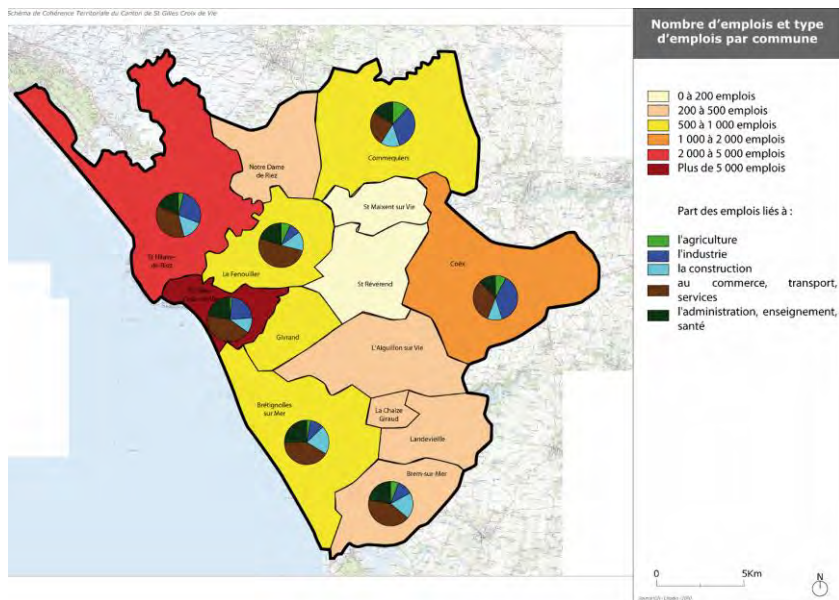 Schéma de Cohérence Territoriale du Canton de St Gilles Croix de Vie
Nombre d'emplois et type
d'emplois par commune
0 à 200 emplois
200 à 500 emplois
500 à 1 000 emplois
1 000 à 2 000 emplois
2 000 à 5 000 emplois
Plus de 5 000 emplois
Part des emplois liés à :
l'agriculture
l'industrie
la construction
au commerce, transport,
services
l'administration, enseignement,
santé
Commequiers
Notre Dame
de Riez
St Maixent sur Vie
St Hilaire-
de-Riez
Le Fenouiller
St Révérend
Coëx
Givrand
L'Aiguillon sur Vie
Brétignolles
sur Mer
La Chaize
Giraud
Landevieille
Brem-sur-Mer
0
5Km
N